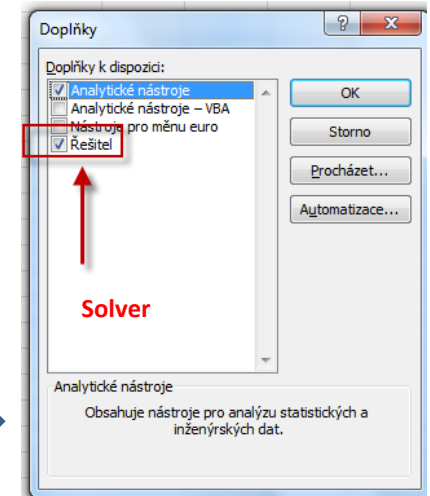 Doplňky
Doplňky k dispozici:
Analytické nástroje
Analytické nástroje – VBA
Nástroje pro měnu euro
Řešitel
OK
Storno
Procházet...
Automatizace...
Solver
Analytické nástroje
Obsahuje nástroje pro analýzu statistických a
inženýrských dat.